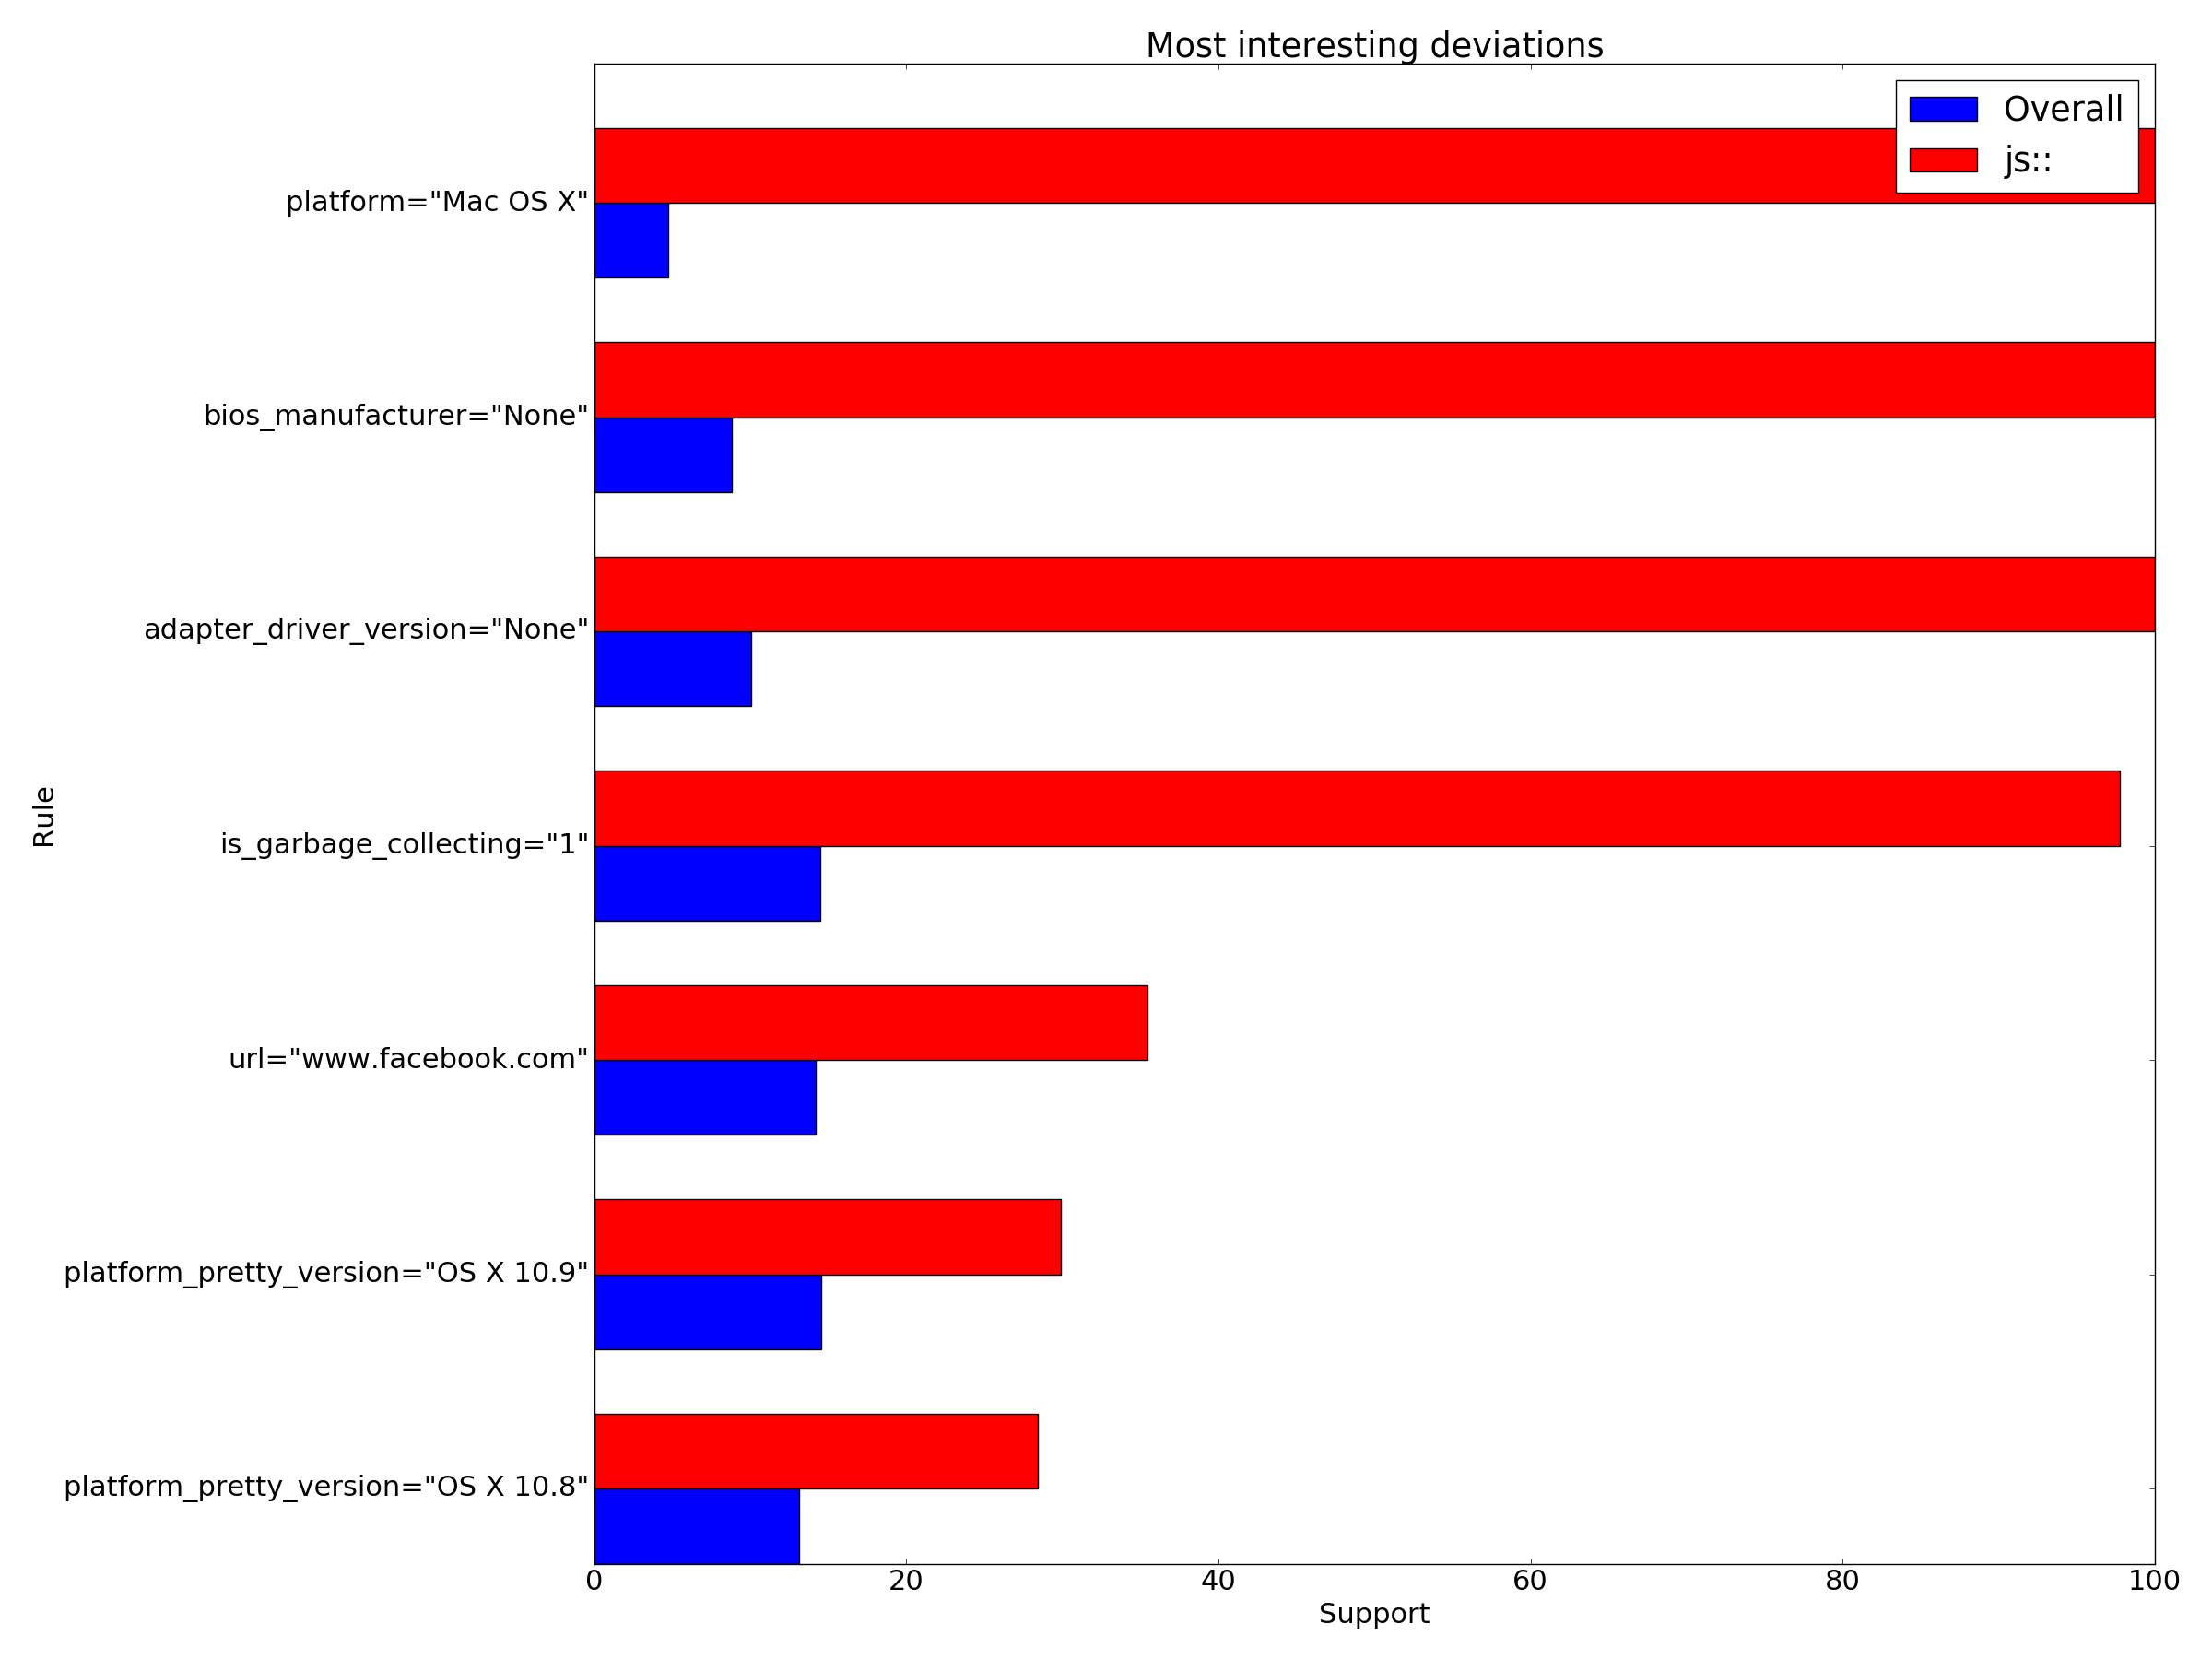 Most interesting deviations
Overall
js::
platform="Mac OS X"
bios_manufacturer="None"
adapter_driver_version="None"
is_garbage_collecting="1"
url="www.facebook.com"
platform_pretty_version="OS X 10.9"
platform_pretty_version="OS X 10.8"
Rule
0 20 40 60 80 100
Support